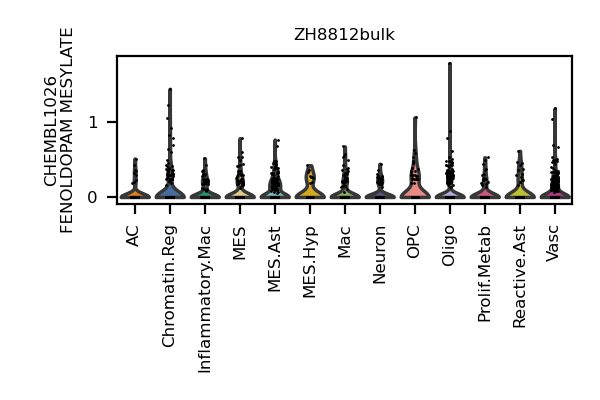 ZH8812bulk
CHEMBL1026
FENOLDOPAM MESYLATE
1
0
AC
Chromatin.Reg
Inflammatory.Mac
MES
MES.Ast
MES.Hyp
Mac
Neuron
OPC
Oligo
Prolif.Metab
Reactive.Ast
Vasc